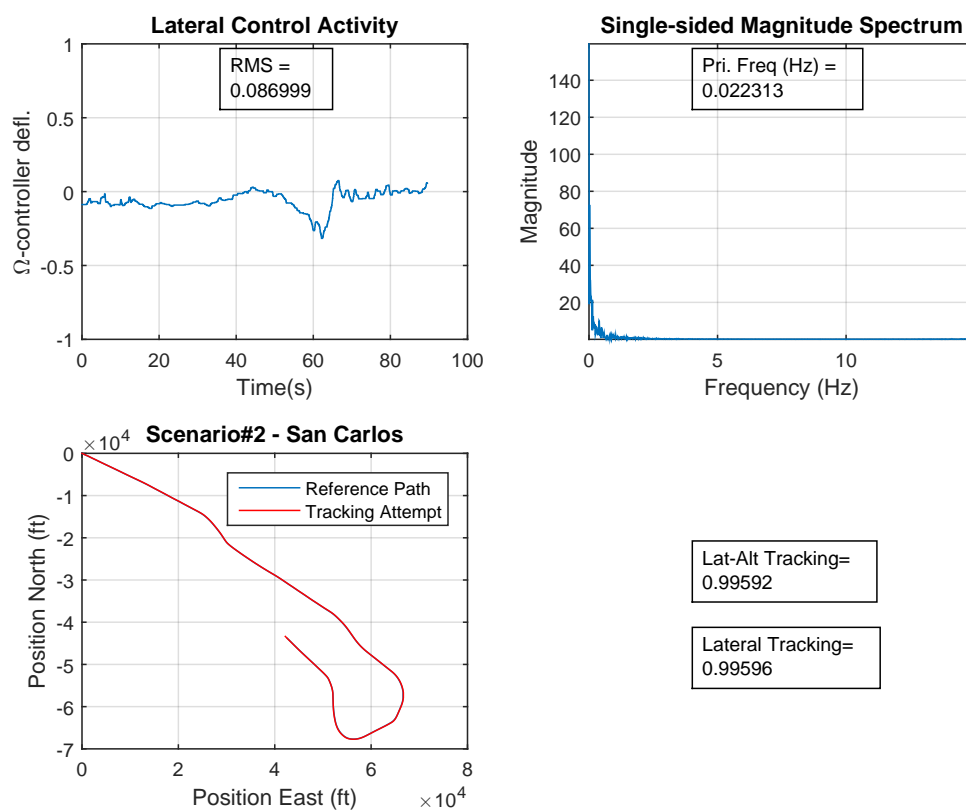 Lateral Control Activity
RMS =
0.086999
1
0.5
0
-0.5
-1
Ω-controller defl.
0 20 40 60 80 100
Time(s)
Single-sided Magnitude Spectrum
Pri. Freq (Hz) =
0.022313
140
120
100
80
60
40
20
Magnitude
0 5 10
Frequency (Hz)
Scenario#2 - San Carlos
×10⁴
0
-1
-2
-3
-4
-5
-6
-7
Position North (ft)
Reference Path
Tracking Attempt
0 2 4 6 8
Position East (ft)
×10⁴
Lat-Alt Tracking=
0.99592
Lateral Tracking=
0.99596